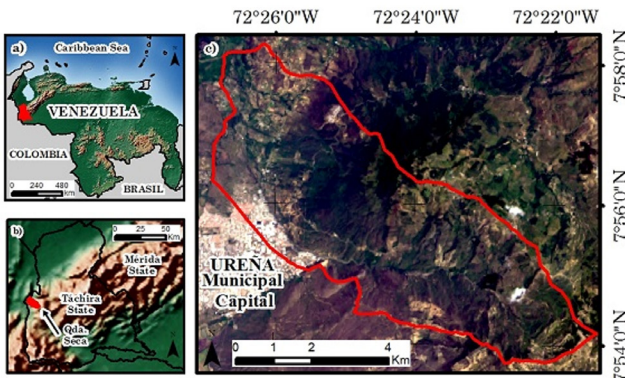 a)
Caribbean Sea
N
VENEZUELA
COLOMBIA
BRASIL
0 240 480
km
b)
0 25 50
Km
Mérida
State
Táchira
State
Qda.
Seca
72°26'0"W 72°24'0"W 72°22'0"W
c)
7°58'0"N
7°56'0"N
7°54'0"N
UREÑA
Municipal
Capital
0 1 2 4
Km